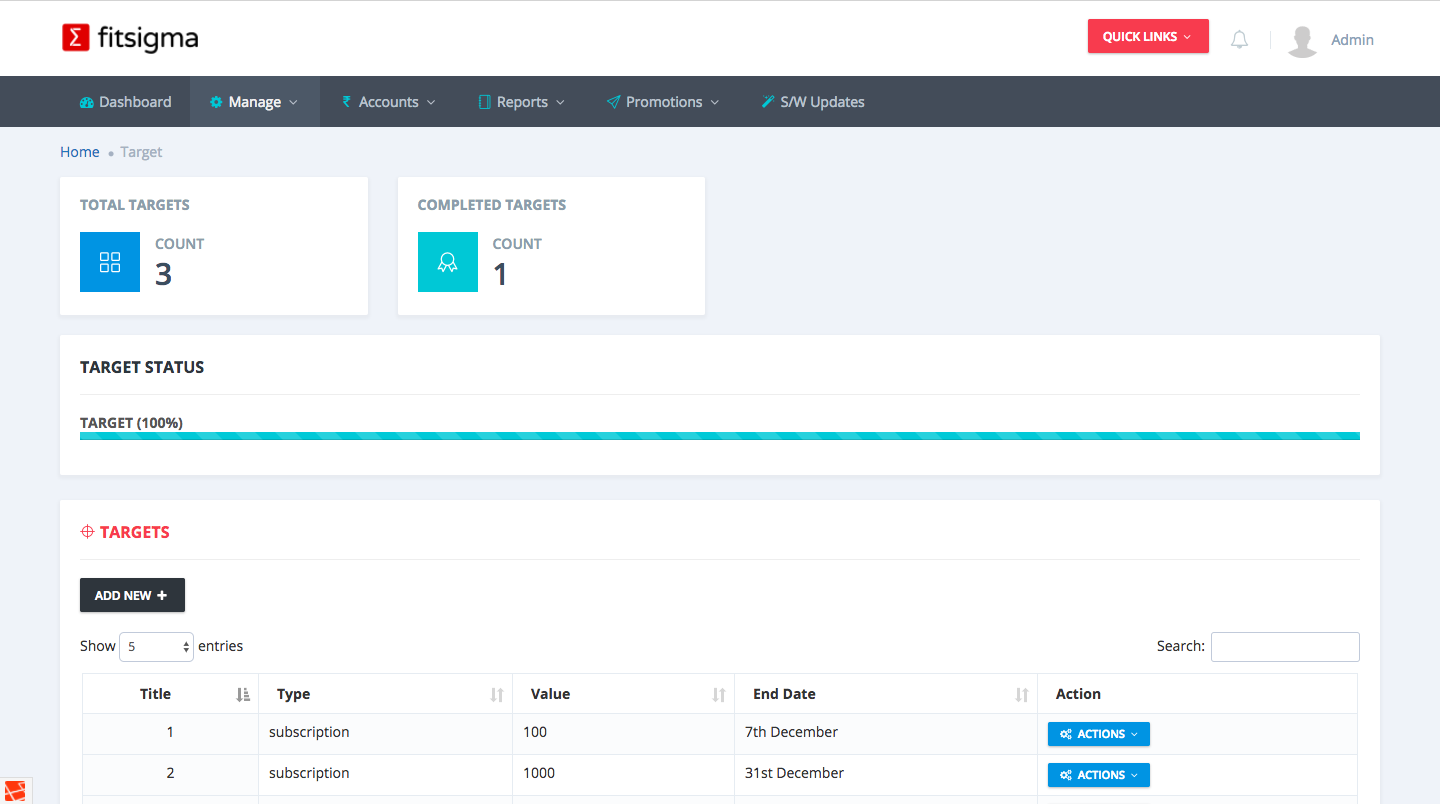 fitsigma
QUICK LINKS
Admin
Dashboard Manage Accounts Reports Promotions S/W Updates
Home Target
TOTAL TARGETS
COUNT
3
COMPLETED TARGETS
COUNT
1
TARGET STATUS
TARGET (100%)
TARGETS
ADD NEW
Show 5 entries
Search:
Title Type Value End Date Action
1 subscription 100 7th December ACTIONS
2 subscription 1000 31st December ACTIONS